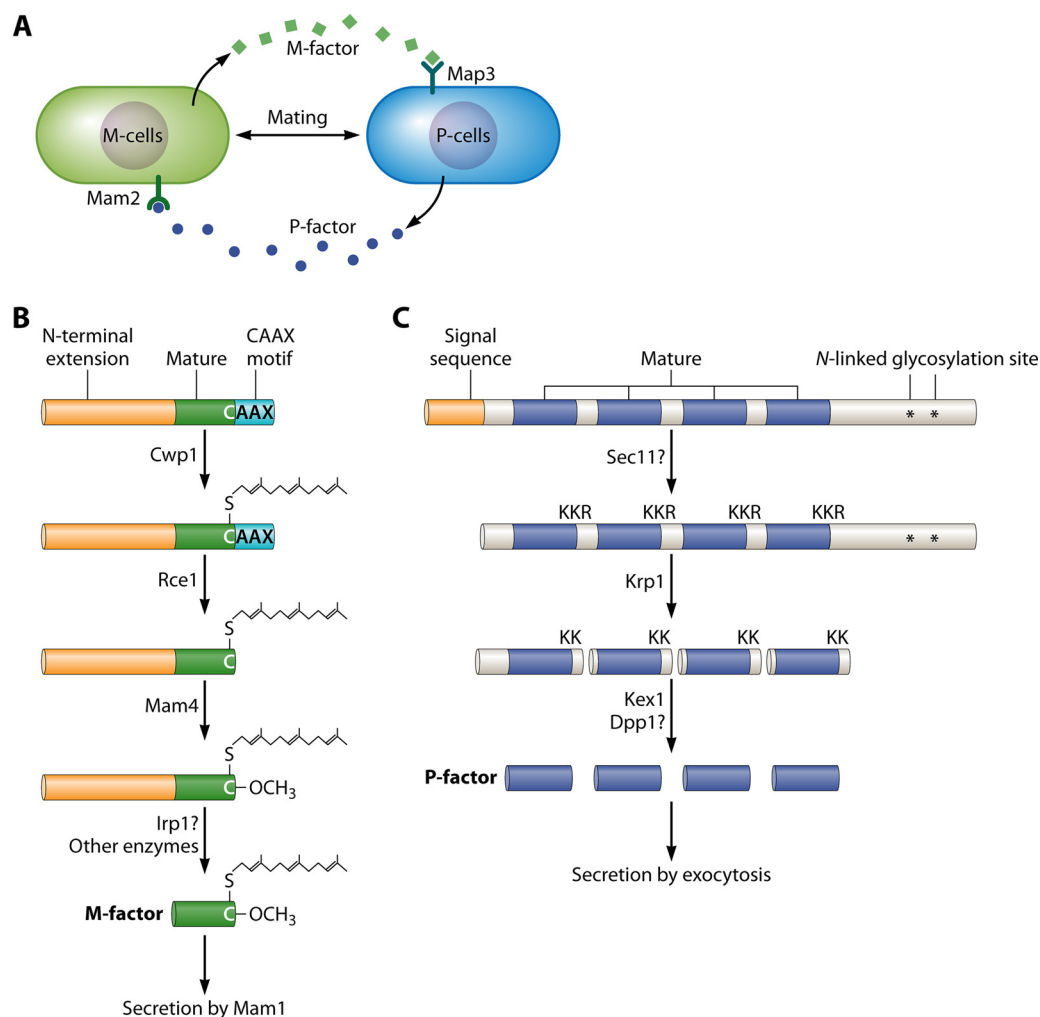 A
M-factor
Map3
M-cells
Mating
P-cells
Mam2
P-factor
B
N-terminal
extension
Mature
CAAX
motif
CAAX
Cwp1
S
CAAX
Rce1
S
C
Mam4
S
C-OCH3
Irp1?
Other enzymes
S
M-factor
C-OCH3
Secretion by Mam1
C
Signal
sequence
Mature
N-linked glycosylation site
* *
Sec11?
KKR KKR KKR KKR
* *
Krp1
KK KK KK KK
Kex1
Dpp1?
P-factor
Secretion by exocytosis